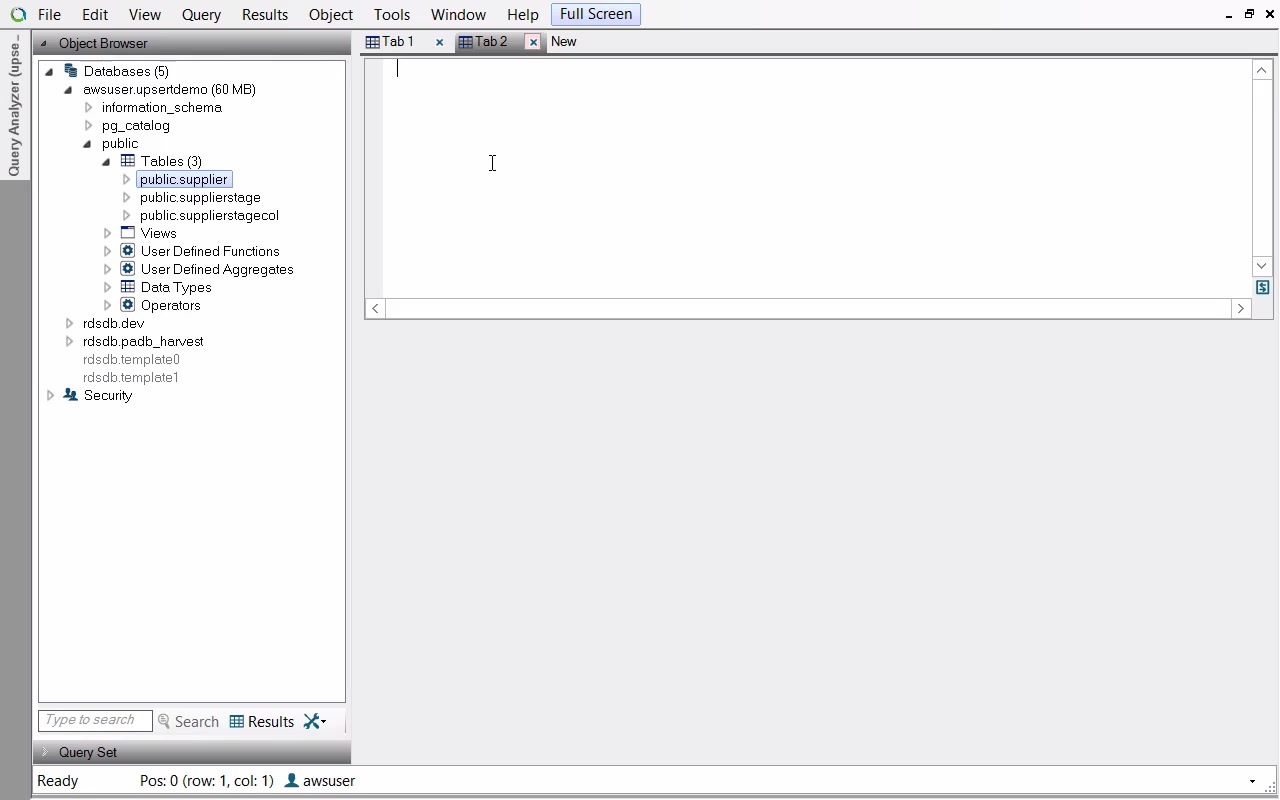 File Edit View Query Results Object Tools Window Help Full Screen
Query Analyzer (upse...
Object Browser
Tab 1 Tab 2 New
Databases (5)
awsuser.upsertdemo (60 MB)
information_schema
pg_catalog
public
Tables (3)
public.supplier
public.supplierstage
public.supplierstagecol
Views
User Defined Functions
User Defined Aggregates
Data Types
Operators
rdsdb.dev
rdsdb.padb_harvest
rdsdb.template0
rdsdb.template1
Security
Type to search Search Results
Query Set
Ready Pos: 0 (row: 1, col: 1) awsuser